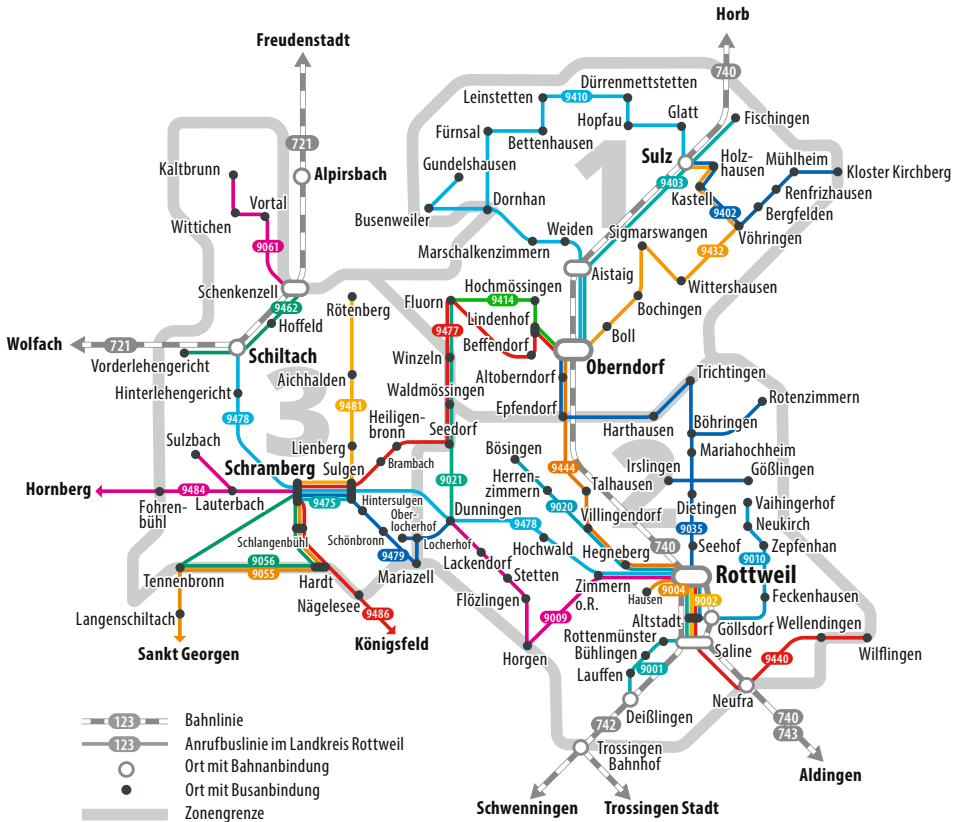 Horb
Freudenstadt
740
Dürrenmettstetten
Leinstetten
9410
Glatt
Fischingen
Hopfau
Fürnsal
Bettenhausen
721
Sulz
Holz-
hausen
Mühlheim
Kaltbrunn
Alpirsbach
Gundelshausen
9403
Kloster Kirchberg
Kastell
Renfrizhausen
Vortal
Dornhan
9402
Bergfelden
Wittichen
Busenweiler
Weiden
Sigmarswangen
Vöhringen
9061
Marschalkenzimmern
9432
1
Aistaig
Schenkenzell
Hochmössingen
Wittershausen
9462
Rötenberg
Fluorn
9414
Bochingen
Hoffeld
Lindenhof
9477
Boll
Wolfach
721
Schiltach
Beffendorf
Winzeln
Oberndorf
Vorderlehengericht
Altoberndorf
Trichtingen
Aichhalden
Waldmössingen
Hinterlehengericht
3
Epfendorf
Rotenzimmern
9481
9478
Heiligen-
bronn
Seedorf
Harthausen
Böhringen
2
Sulzbach
Lienberg
Bösingen
Mariahochheim
Brambach
9444
Irslingen
Gößlingen
Schramberg
Sulgen
9021
Herren-
zimmern
Talhausen
Hornberg
9484
9475
Hintersulgen
9020
Dietingen
Vaihingerhof
Lauterbach
Ober-
locherhof
Dunningen
9478
Villingendorf
Neukirch
Fohren-
bühl
9035
Schlangenbühl
Schönbronn
Locherhof
Hochwald
Hegneberg
740
Seehof
9010
Zepfenhan
9479
Lackendorf
9056
Mariazell
Rottweil
9055
Stetten
Zimmern
o.R.
Tennenbronn
Hardt
9004
9002
Hausen
Feckenhausen
Nägelesee
Flözlingen
Langenschiltach
9486
9009
Altstadt
Göllsdorf
Wellendingen
Rottenmünster
Sankt Georgen
Königsfeld
Horgen
Bühlingen
Saline
9001
9440
Wilflingen
Lauffen
Neufra
Deißlingen
123
Bahnlinie
742
740
743
123
Anrufbuslinie im Landkreis Rottweil
Trossingen
Bahnhof
Ort mit Bahnanbindung
Aldingen
Ort mit Busanbindung
Schwenningen
Trossingen Stadt
Zonengrenze